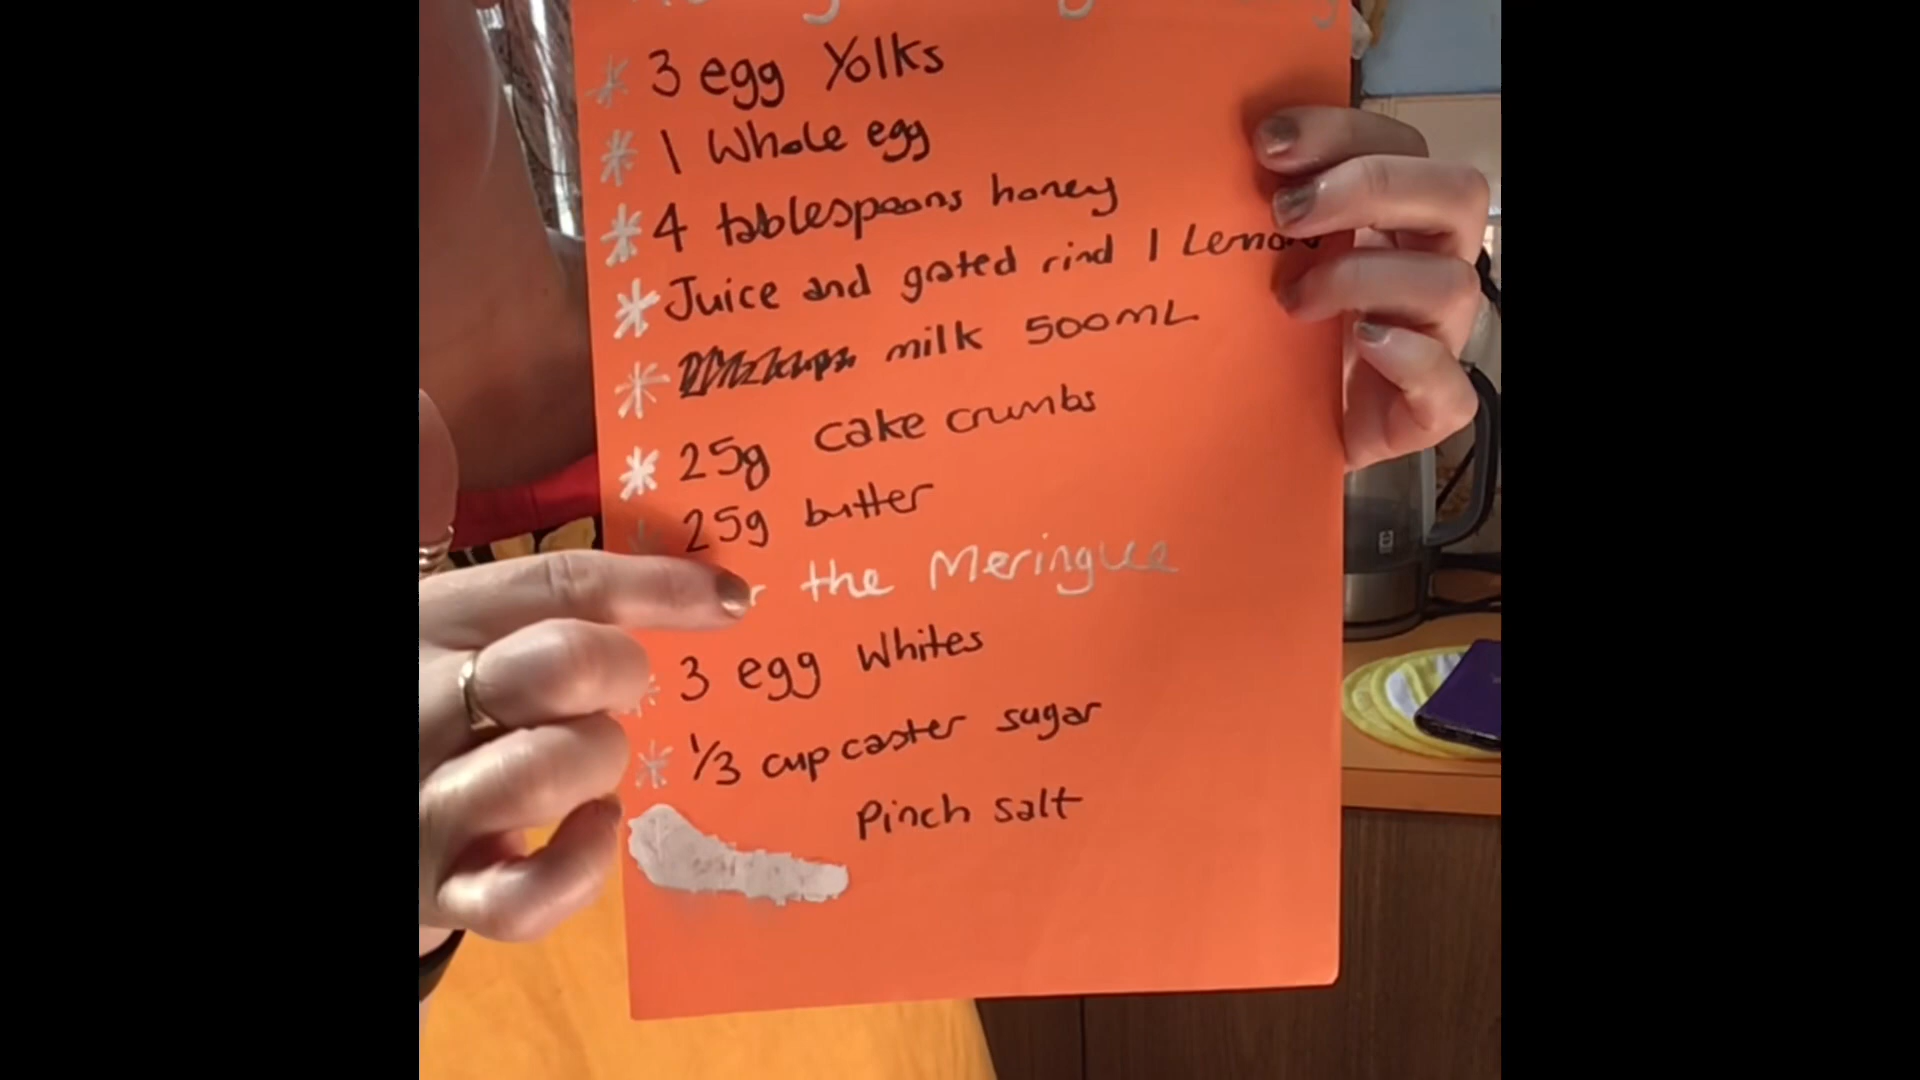 * 3 egg Yolks
* 1 Whole egg
* 4 tablespoons honey
* Juice and grated rind 1 Lemon
* milk 500mL
* 25g cake crumbs
* 25g butter
the Meringue
* 3 egg Whites
* 1/3 cup caster sugar
Pinch salt